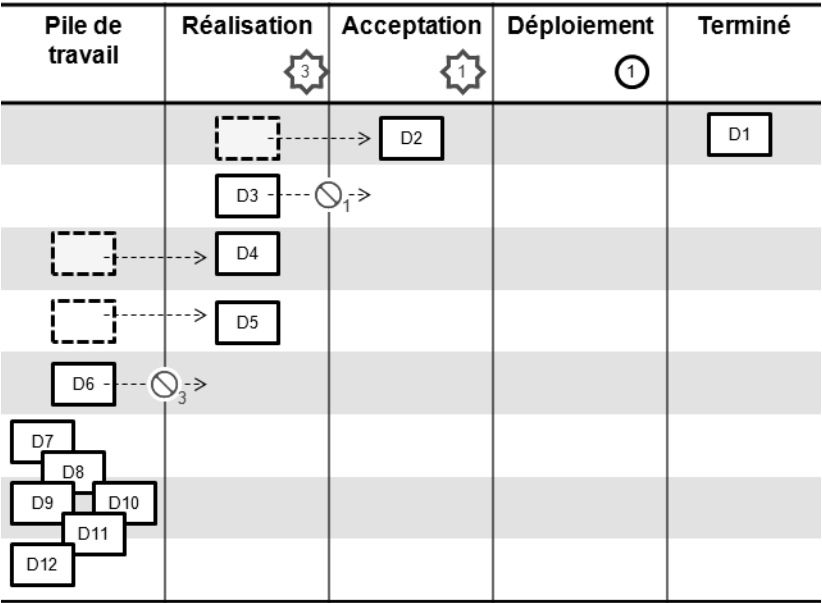 Pile de travail
Réalisation
Acceptation
Déploiement
Terminé
3
1
1
D2
D1
D3
1
D4
D5
D6
3
D7
D8
D9
D10
D11
D12